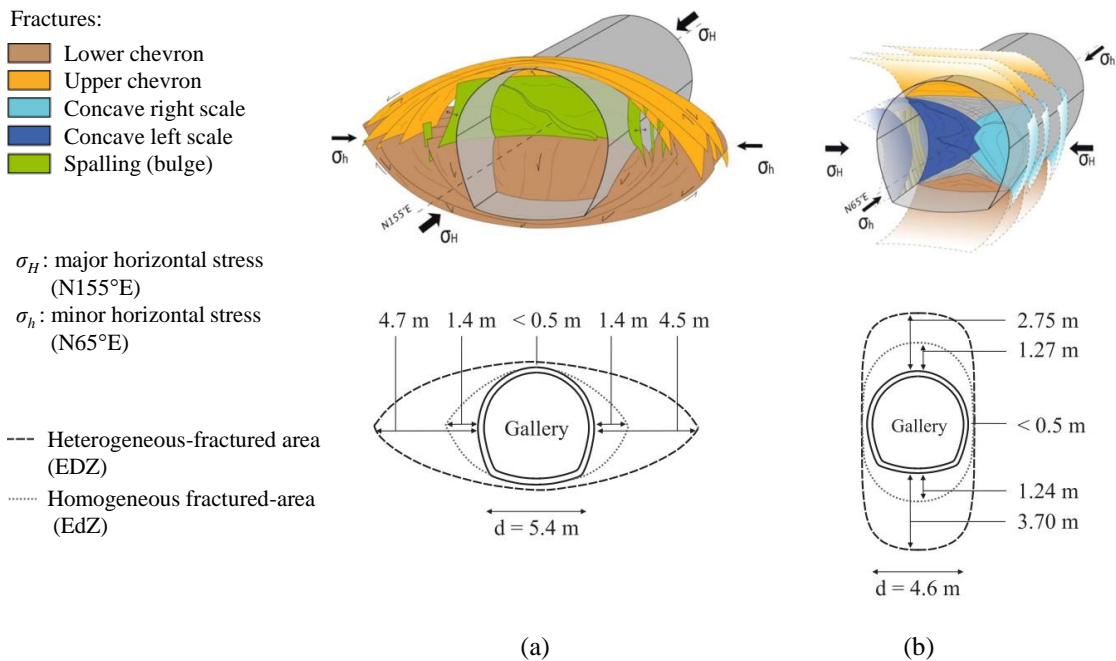 Fractures:
Lower chevron
Upper chevron
Concave right scale
Concave left scale
Spalling (bulge)
σ_H: major horizontal stress
(N155°E)
σ_h: minor horizontal stress
(N65°E)
Heterogeneous-fractured area
(EDZ)
Homogeneous fractured-area
(EdZ)
σH
σh
σh
N155°E
σH
σh
σH
σH
N65°E
σh
4.7 m 1.4 m < 0.5 m 1.4 m 4.5 m
Gallery
d = 5.4 m
2.75 m
1.27 m
Gallery
< 0.5 m
1.24 m
3.70 m
d = 4.6 m
(a)
(b)